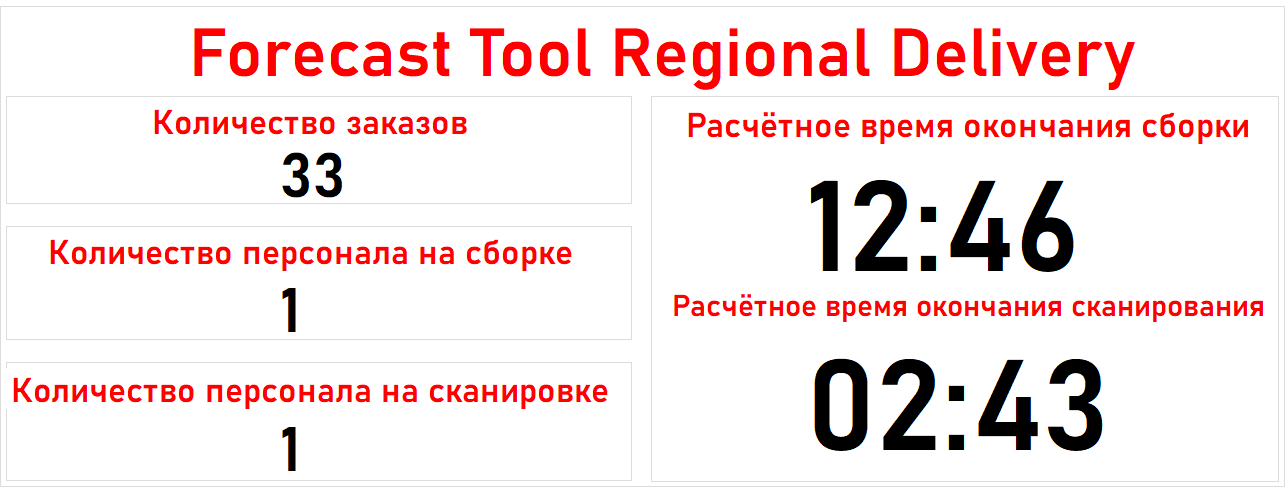 Forecast Tool Regional Delivery
Количество заказов
33
Количество персонала на сборке
1
Количество персонала на сканировке
1
Расчётное время окончания сборки
12:46
Расчётное время окончания сканирования
02:43